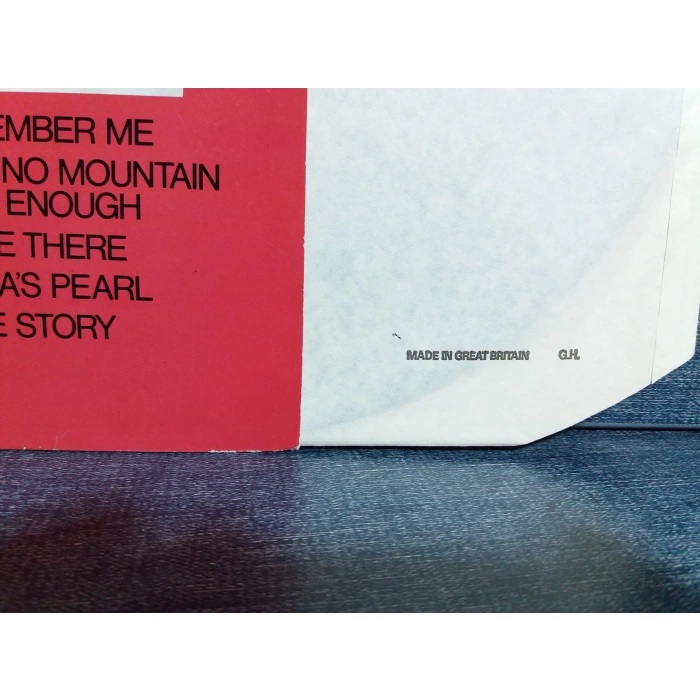 EMBER ME
NO MOUNTAIN
ENOUGH
E THERE
A'S PEARL
E STORY
MADE IN GREAT BRITAIN G.H.